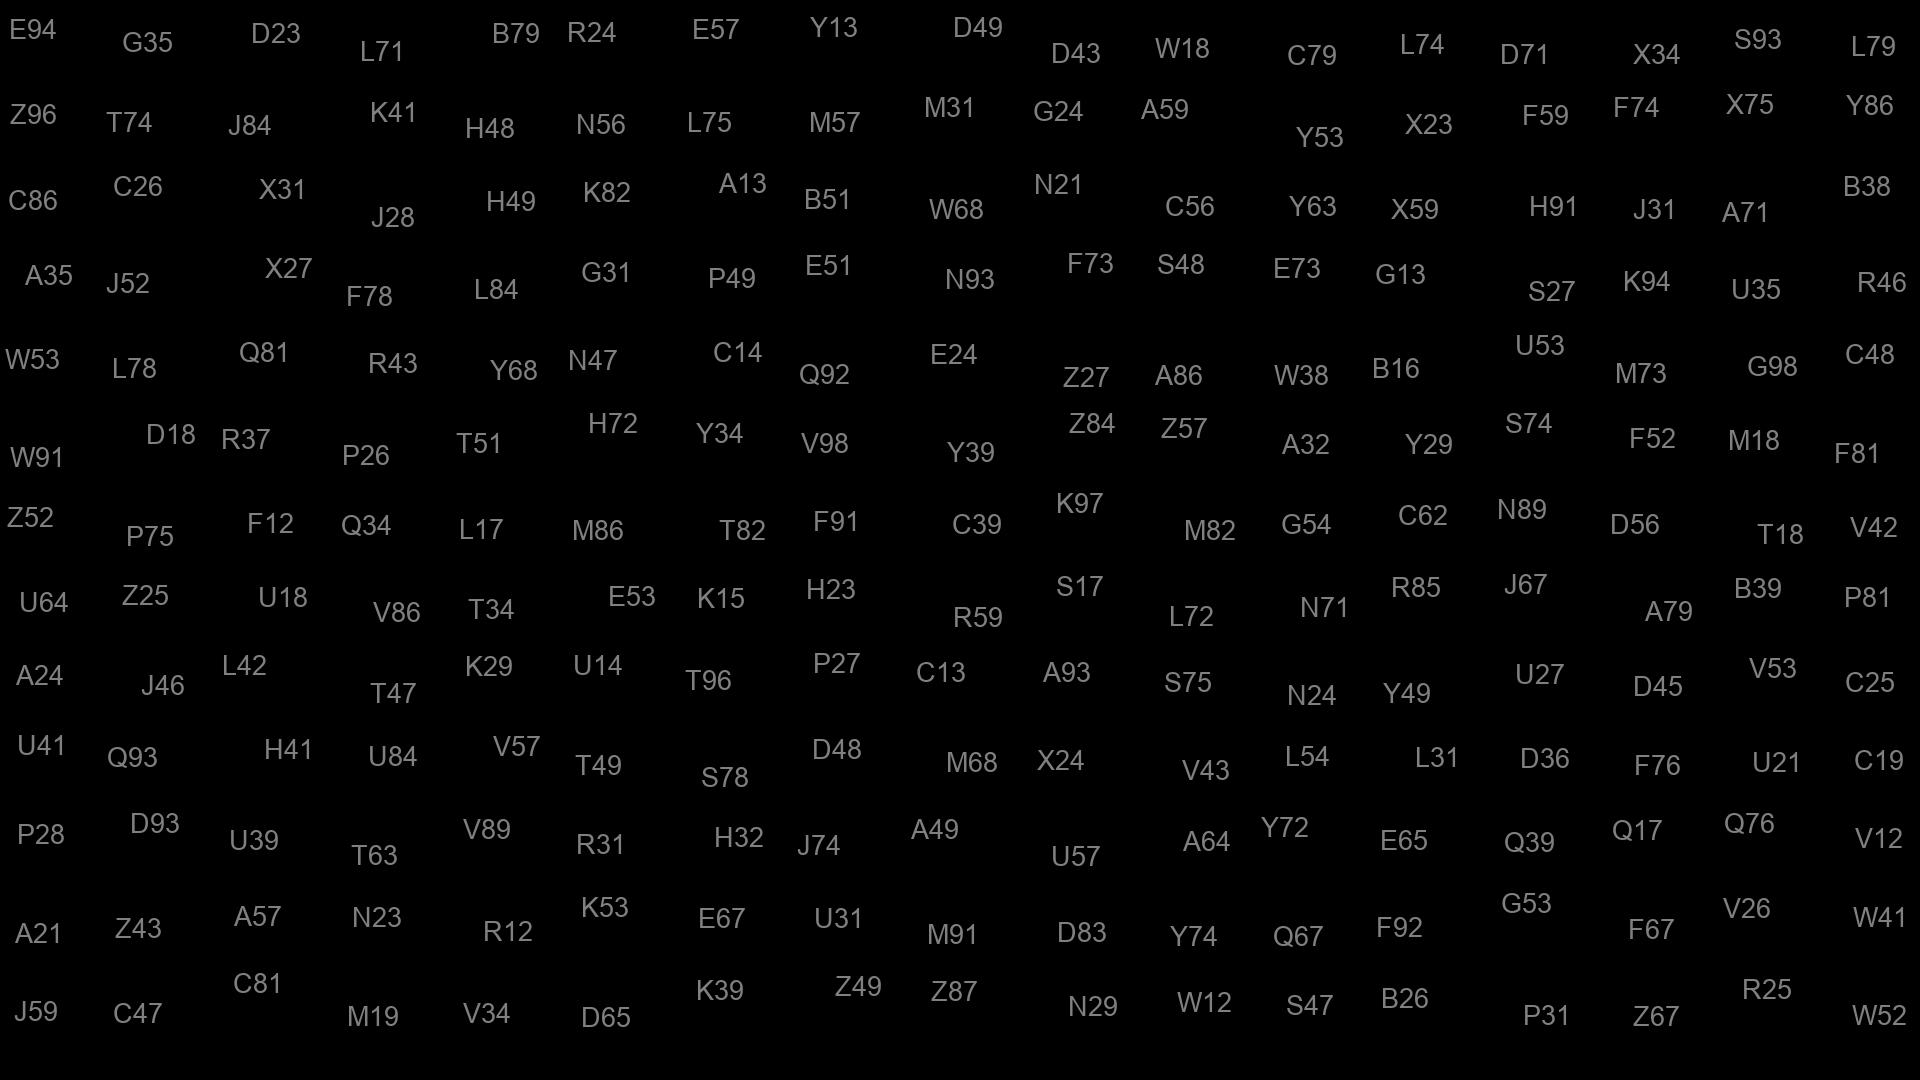 E94 G35 D23 L71 B79 R24 E57 Y13 D49 D43 W18 C79 L74 D71 X34 S93 L79
Z96 T74 J84 K41 H48 N56 L75 M57 M31 G24 A59 Y53 X23 F59 F74 X75 Y86
C86 C26 X31 J28 H49 K82 A13 B51 W68 N21 C56 Y63 X59 H91 J31 A71 B38
A35 J52 X27 F78 L84 G31 P49 E51 N93 F73 S48 E73 G13 S27 K94 U35 R46
W53 L78 Q81 R43 Y68 N47 C14 Q92 E24 Z27 A86 W38 B16 U53 M73 G98 C48
W91 D18 R37 P26 T51 H72 Y34 V98 Y39 Z84 Z57 A32 Y29 S74 F52 M18 F81
Z52 P75 F12 Q34 L17 M86 T82 F91 C39 K97 M82 G54 C62 N89 D56 T18 V42
U64 Z25 U18 V86 T34 E53 K15 H23 R59 S17 L72 N71 R85 J67 A79 B39 P81
A24 J46 L42 T47 K29 U14 T96 P27 C13 A93 S75 N24 Y49 U27 D45 V53 C25
U41 Q93 H41 U84 V57 T49 S78 D48 M68 X24 V43 L54 L31 D36 F76 U21 C19
P28 D93 U39 T63 V89 R31 H32 J74 A49 U57 A64 Y72 E65 Q39 Q17 Q76 V12
A21 Z43 A57 N23 R12 K53 E67 U31 M91 D83 Y74 Q67 F92 G53 F67 V26 W41
J59 C47 C81 M19 V34 D65 K39 Z49 Z87 N29 W12 S47 B26 P31 Z67 R25 W52